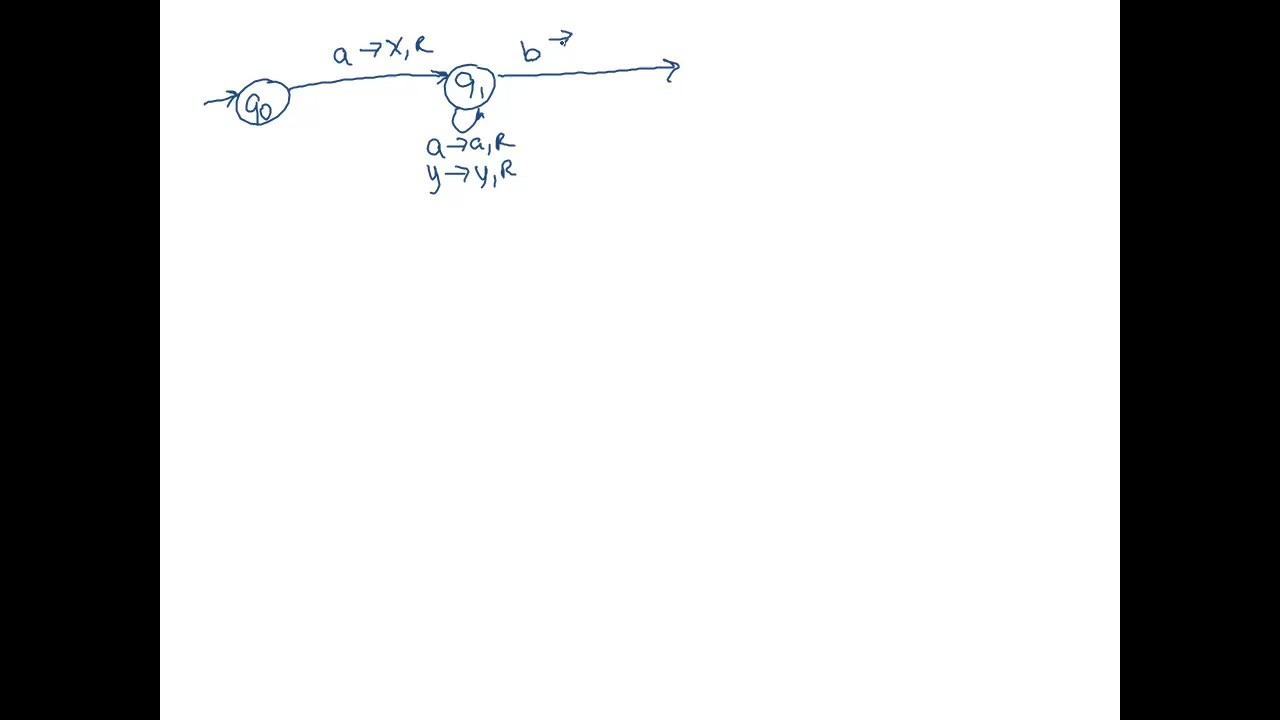 a → X, R
b →
q0
q1
a → a, R
y → y, R